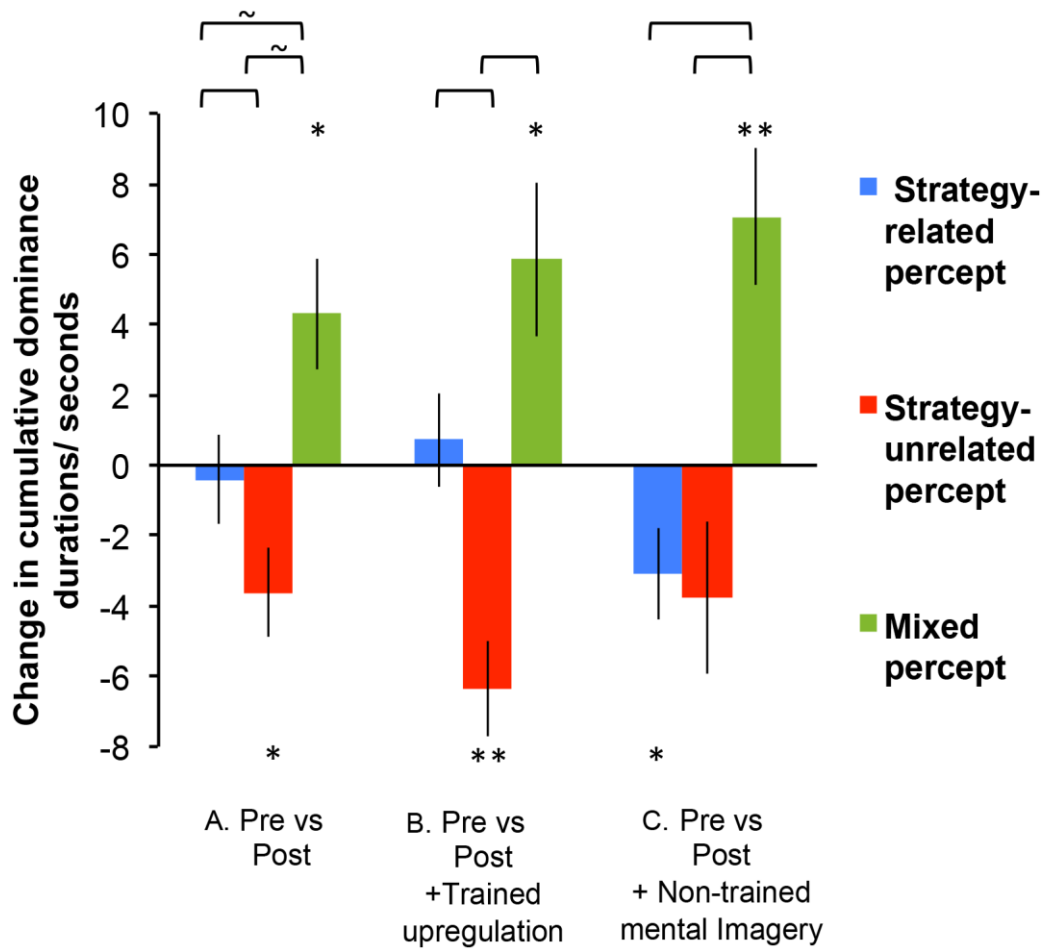 ~
~
*
*
**
10
8
6
4
2
0
-2
-4
-6
-8
Change in cumulative dominance
durations/ seconds
*
**
*
A. Pre vs
Post
B. Pre vs
Post
+Trained
upregulation
C. Pre vs
Post
+ Non-trained
mental Imagery
Strategy-
related
percept
Strategy-
unrelated
percept
Mixed
percept